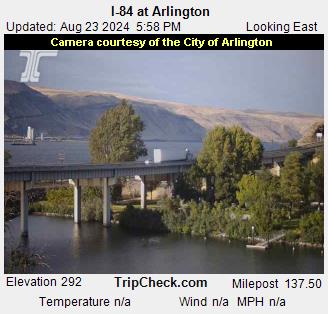 I-84 at Arlington
Updated: Aug 23 2024 5:58 PM Looking East
Camera courtesy of the City of Arlington
Elevation 292 TripCheck.com Milepost 137.50
Temperature n/a Wind n/a MPH n/a